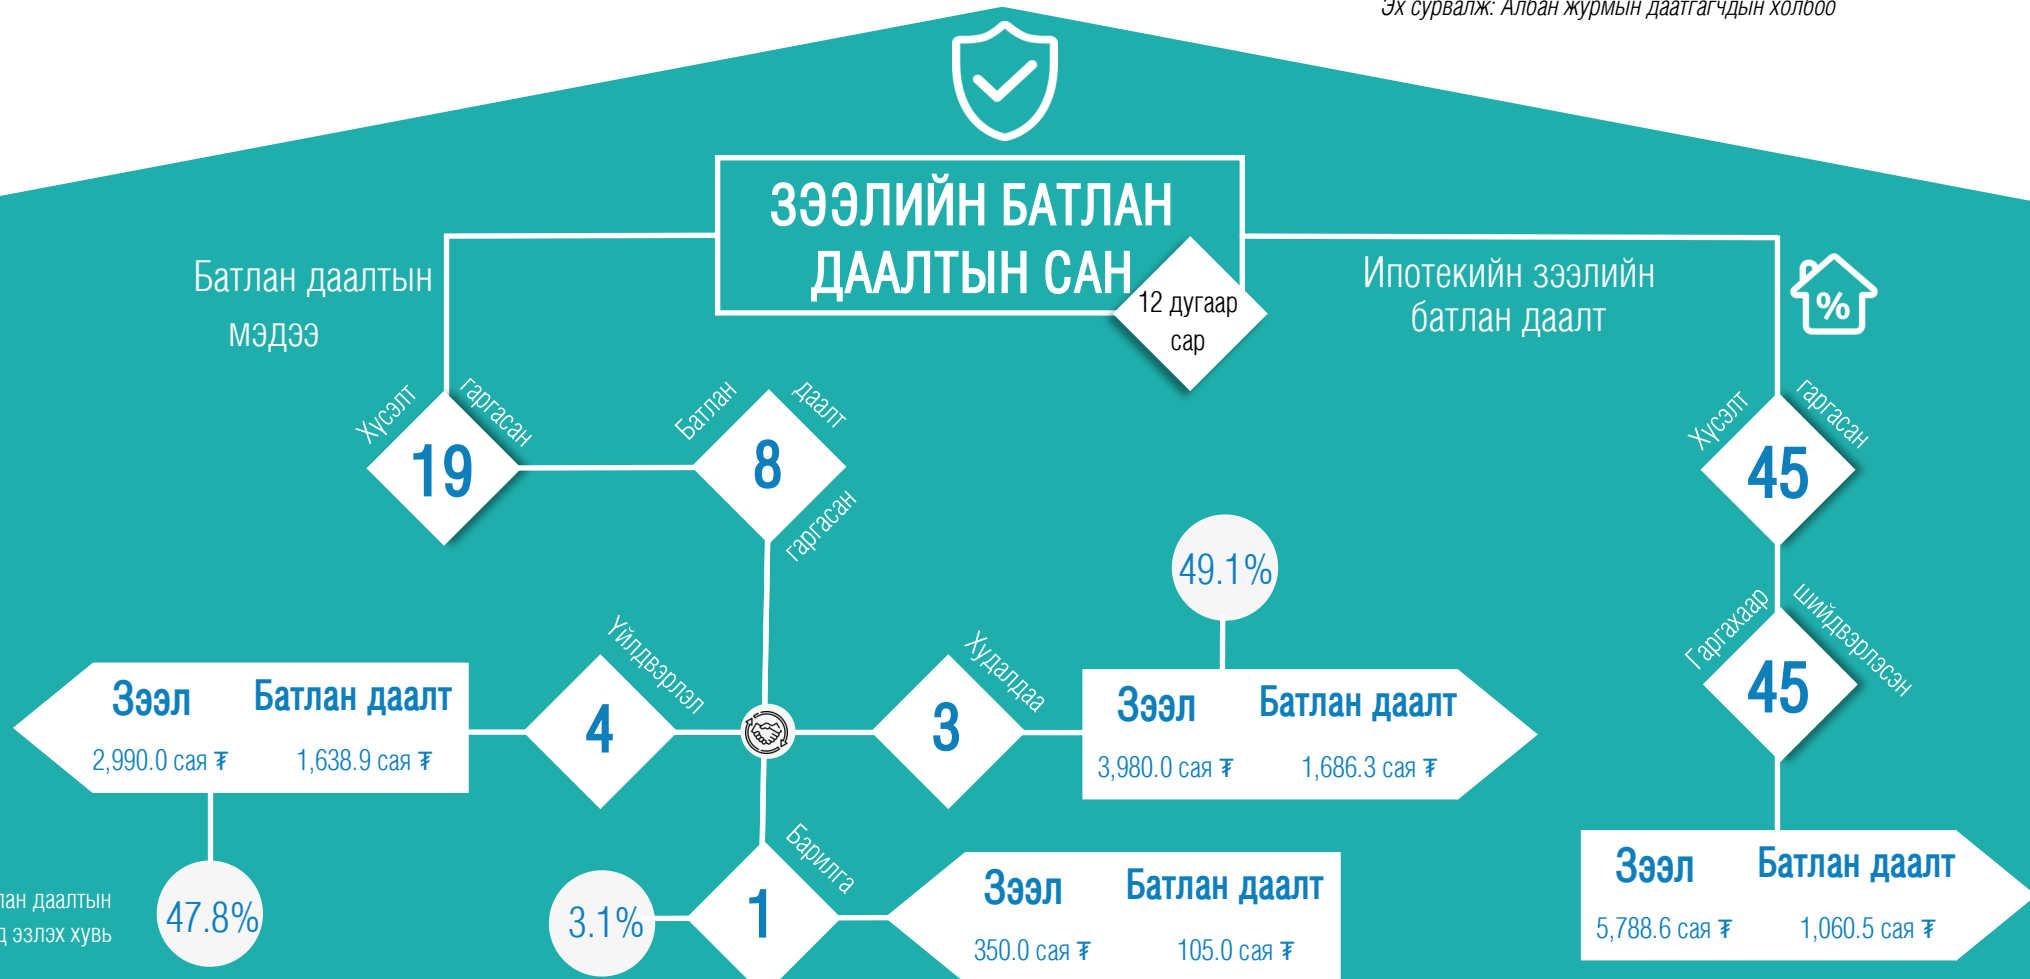 Эх сурвалж: Албан журмын даатгагчдын холбоо
ЗЭЭЛИЙН БАТЛАН
ДААЛТЫН САН
12 дугаар
сар
Батлан даалтын
мэдээ
Ипотекийн зээлийн
батлан даалт
%
Хүсэлт гаргасан
19
Батлан даалт
8
гаргасан
Хүсэлт гаргасан
45
Гаргахаар шийдвэрлэсэн
45
49.1%
Үйлдвэрлэл
4
Худалдаа
3
Зээл Батлан даалт
2,990.0 сая ₮ 1,638.9 сая ₮
Зээл Батлан даалт
3,980.0 сая ₮ 1,686.3 сая ₮
Барилга
1
47.8%
3.1%
даалтын
эзлэх хувь
Зээл Батлан даалт
350.0 сая ₮ 105.0 сая ₮
Зээл Батлан даалт
5,788.6 сая ₮ 1,060.5 сая ₮